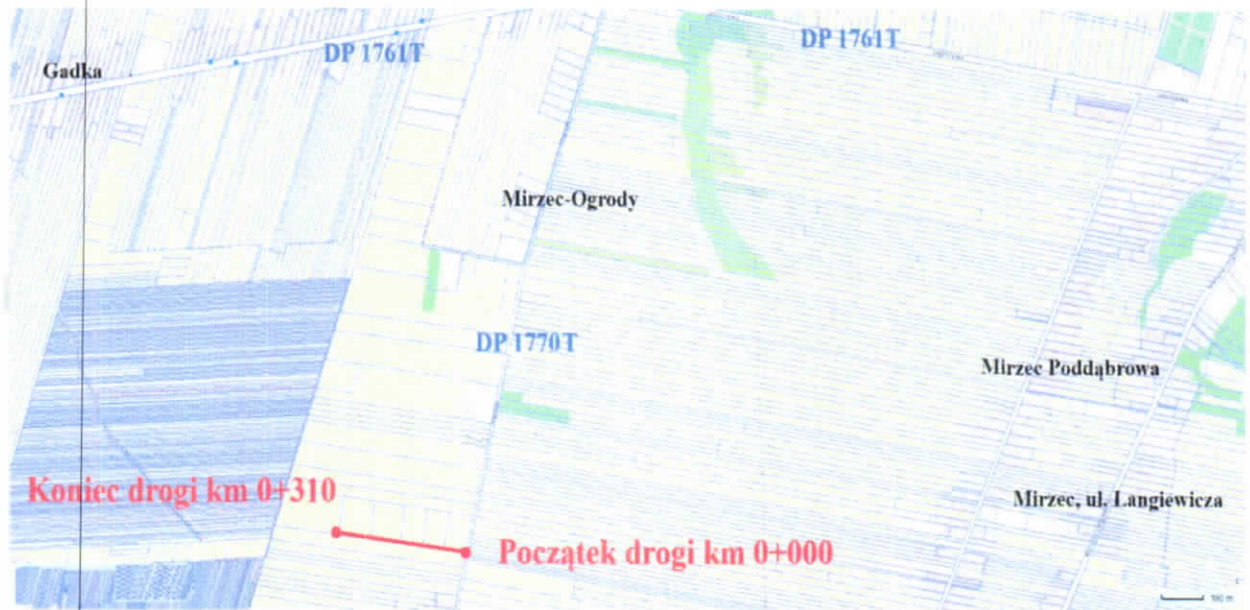 DP 1761T
DP 1761T
Gadka
Mirzec-Ogrody
DP 1770T
Mirzec Poddąbrowa
Koniec drogi km 0+310
Mirzec, ul. Langiewicza
Początek drogi km 0+000